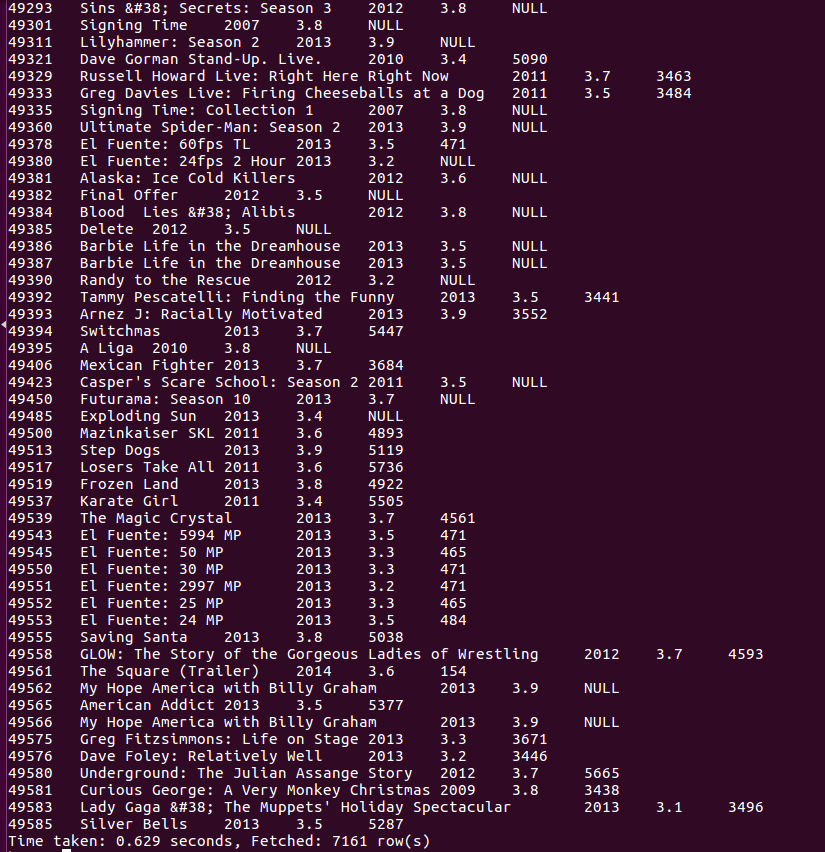 49293 Sins &#38; Secrets: Season 3 2012 3.8 NULL
49301 Signing Time 2007 3.8 NULL
49311 Lilyhammer: Season 2 2013 3.9 NULL
49321 Dave Gorman Stand-Up. Live. 2010 3.4 5090
49329 Russell Howard Live: Right Here Right Now 2011 3.7 3463
49333 Greg Davies Live: Firing Cheeseballs at a Dog 2011 3.5 3484
49335 Signing Time: Collection 1 2007 3.8 NULL
49360 Ultimate Spider-Man: Season 2 2013 3.9 NULL
49378 El Fuente: 60fps TL 2013 3.5 471
49380 El Fuente: 24fps 2 Hour 2013 3.2 NULL
49381 Alaska: Ice Cold Killers 2012 3.6 NULL
49382 Final Offer 2012 3.5 NULL
49384 Blood  Lies &#38; Alibis 2012 3.8 NULL
49385 Delete 2012 3.5 NULL
49386 Barbie Life in the Dreamhouse 2013 3.5 NULL
49387 Barbie Life in the Dreamhouse 2013 3.5 NULL
49390 Randy to the Rescue 2012 3.2 NULL
49392 Tammy Pescatelli: Finding the Funny 2013 3.5 3441
49393 Arnez J: Racially Motivated 2013 3.9 3552
49394 Switchmas 2013 3.7 5447
49395 A Liga 2010 3.8 NULL
49406 Mexican Fighter 2013 3.7 3684
49423 Casper's Scare School: Season 2 2011 3.5 NULL
49450 Futurama: Season 10 2013 3.7 NULL
49485 Exploding Sun 2013 3.4 NULL
49500 Mazinkaiser SKL 2011 3.6 4893
49513 Step Dogs 2013 3.9 5119
49517 Losers Take All 2011 3.6 5736
49519 Frozen Land 2013 3.8 4922
49537 Karate Girl 2011 3.4 5505
49539 The Magic Crystal 2013 3.7 4561
49543 El Fuente: 5994 MP 2013 3.5 471
49545 El Fuente: 50 MP 2013 3.3 465
49550 El Fuente: 30 MP 2013 3.3 471
49551 El Fuente: 2997 MP 2013 3.2 471
49552 El Fuente: 25 MP 2013 3.3 465
49553 El Fuente: 24 MP 2013 3.5 484
49555 Saving Santa 2013 3.8 5038
49558 GLOW: The Story of the Gorgeous Ladies of Wrestling 2012 3.7 4593
49561 The Square (Trailer) 2014 3.6 154
49562 My Hope America with Billy Graham 2013 3.9 NULL
49565 American Addict 2013 3.5 5377
49566 My Hope America with Billy Graham 2013 3.9 NULL
49575 Greg Fitzsimmons: Life on Stage 2013 3.3 3671
49576 Dave Foley: Relatively Well 2013 3.2 3446
49580 Underground: The Julian Assange Story 2012 3.7 5665
49581 Curious George: A Very Monkey Christmas 2009 3.8 3438
49583 Lady Gaga &#38; The Muppets' Holiday Spectacular 2013 3.1 3496
49585 Silver Bells 2013 3.5 5287
Time taken: 0.629 seconds, Fetched: 7161 row(s)